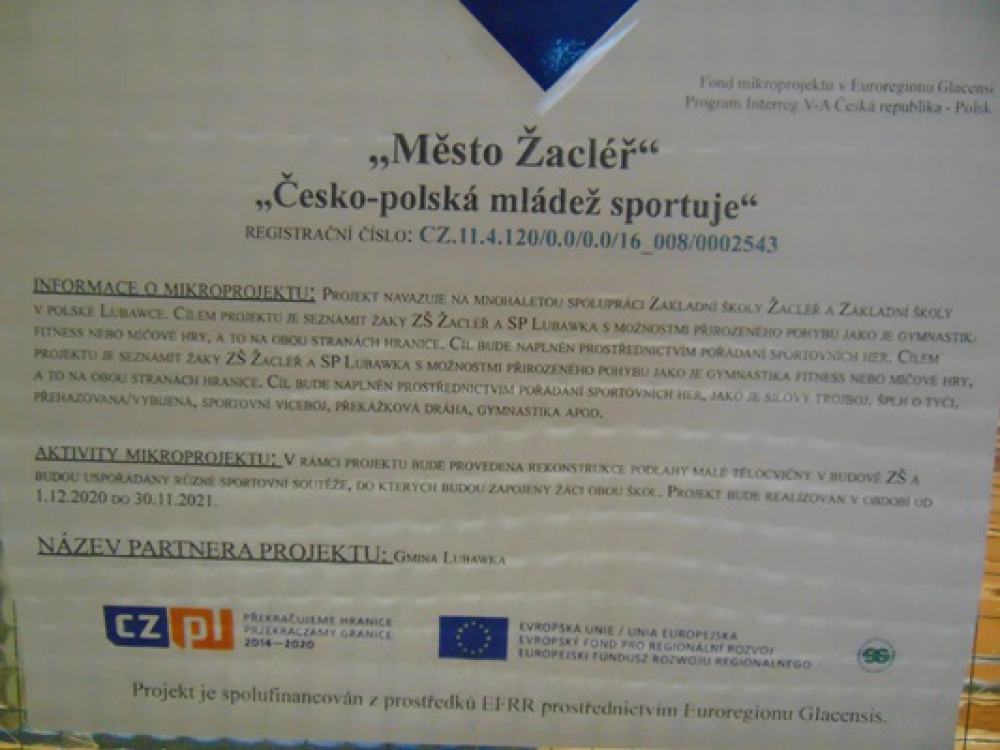 Fond mikroprojektu v Euroregionu Glacensi
Program Interreg V-A Česká republika - Polsk
„Město Žacléř“
„Česko-polská mládež sportuje“
REGISTRAČNÍ ČÍSLO: CZ.11.4.120/0.0/0.0/16_008/0002543
INFORMACE O MIKROPROJEKTU: PROJEKT NAVAZUJE NA MNOHALETOU SPOLUPRÁCI ZÁKLADNÍ ŠKOLY ŽACLÉŘ A ZÁKLADNÍ ŠKOLY
V POLSKÉ LUBAWCE. CÍLEM PROJEKTU JE SEZNÁMIT ŽÁKY ZŠ ŽACLÉŘ A SP LUBAWKA S MOŽNOSTMI PŘIROZENÉHO POHYBU JAKO JE GYMNASTIK-
FITNESS NEBO MÍČOVÉ HRY, A TO NA OBOU STRANÁCH HRANICE. CÍL BUDE NAPLNĚN PROSTŘEDNICTVÍM POŘÁDÁNÍ SPORTOVNÍCH HER. CÍLEM
PROJEKTU JE SEZNÁMIT ŽÁKY ZŠ ŽACLÉŘ A SP LUBAWKA S MOŽNOSTMI PŘIROZENÉHO POHYBU JAKO JE GYMNASTIKA FITNESS NEBO MÍČOVÉ HRY,
A TO NA OBOU STRANÁCH HRANICE. CÍL BUDE NAPLNĚN PROSTŘEDNICTVÍM POŘÁDÁNÍ SPORTOVNÍCH HER, JAKO JE SILOVÝ TROJBOJ, ŠPLH O TYČI,
PŘEHAZOVANÁ/VYBÍJENÁ, SPORTOVNÍ VÍCEBOJ, PŘEKÁŽKOVÁ DRÁHA, GYMNASTIKA APOD.
AKTIVITY MIKROPROJEKTU: V RÁMCI PROJEKTU BUDE PROVEDENA REKONSTRUKCE PODLAHY MALÉ TĚLOCVIČNY V BUDOVĚ ZŠ A
BUDOU USPOŘÁDÁNY RŮZNÉ SPORTOVNÍ SOUTĚŽE, DO KTERÝCH BUDOU ZAPOJENY ŽÁCI OBOU ŠKOL. PROJEKT BUDE REALIZOVÁN V OBDOBÍ OD
1.12.2020 DO 30.11.2021.
NÁZEV PARTNERA PROJEKTU: GMINA LUBAWKA
CZ pl
PŘEKRAČUJEME HRANICE
PRZEKRACZAMY GRANICE
2014—2020
EVROPSKÁ UNIE / UNIA EUROPEJSKA
EVROPSKÝ FOND PRO REGIONÁLNÍ ROZVOJ
EUROPEJSKI FUNDUSZ ROZWOJU REGIONALNEGO
Projekt je spolufinancován z prostředků EFRR prostřednictvím Euroregionu Glacensis.